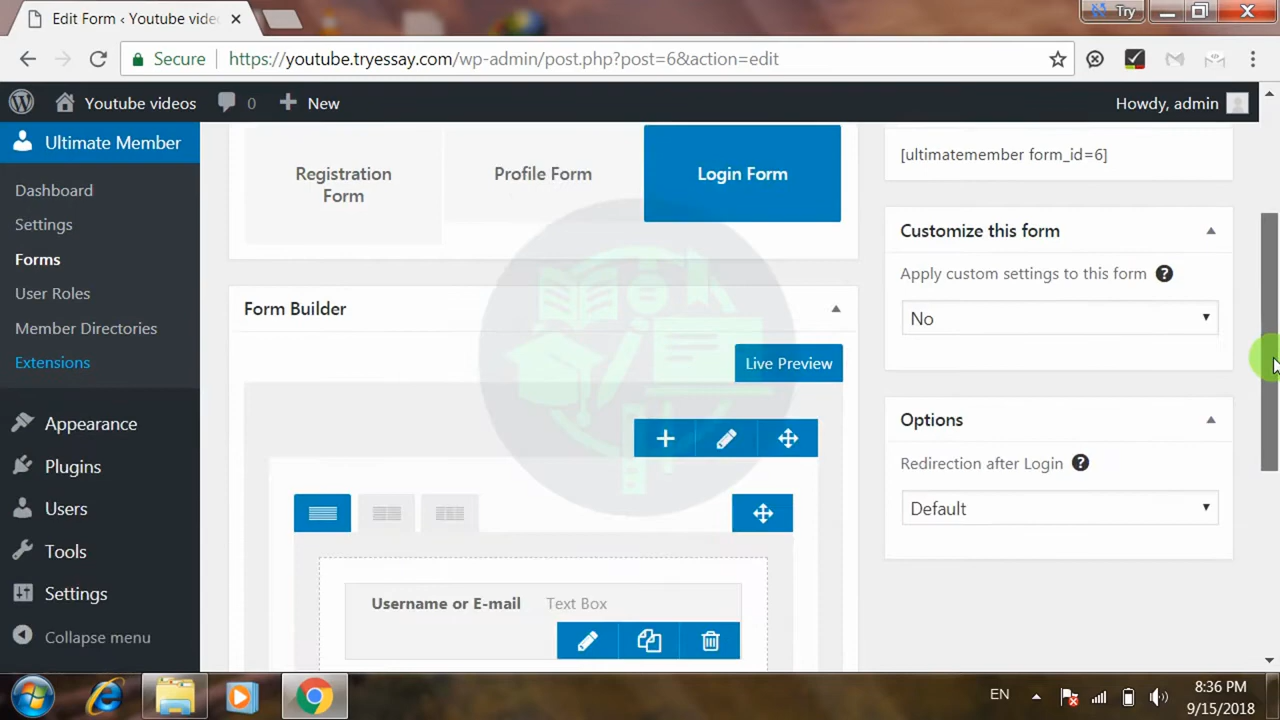 Edit Form ‹ Youtube vide
Try
Secure
https://youtube.tryessay.com/wp-admin/post.php?post=6&action=edit
Youtube videos
0
New
Howdy, admin
Ultimate Member
Dashboard
Settings
Forms
User Roles
Member Directories
Extensions
Appearance
Plugins
Users
Tools
Settings
Collapse menu
Registration
Form
Profile Form
Login Form
Form Builder
Live Preview
Username or E-mail
Text Box
[ultimatemember form_id=6]
Customize this form
Apply custom settings to this form
No
Options
Redirection after Login
Default
EN
8:36 PM
9/15/2018